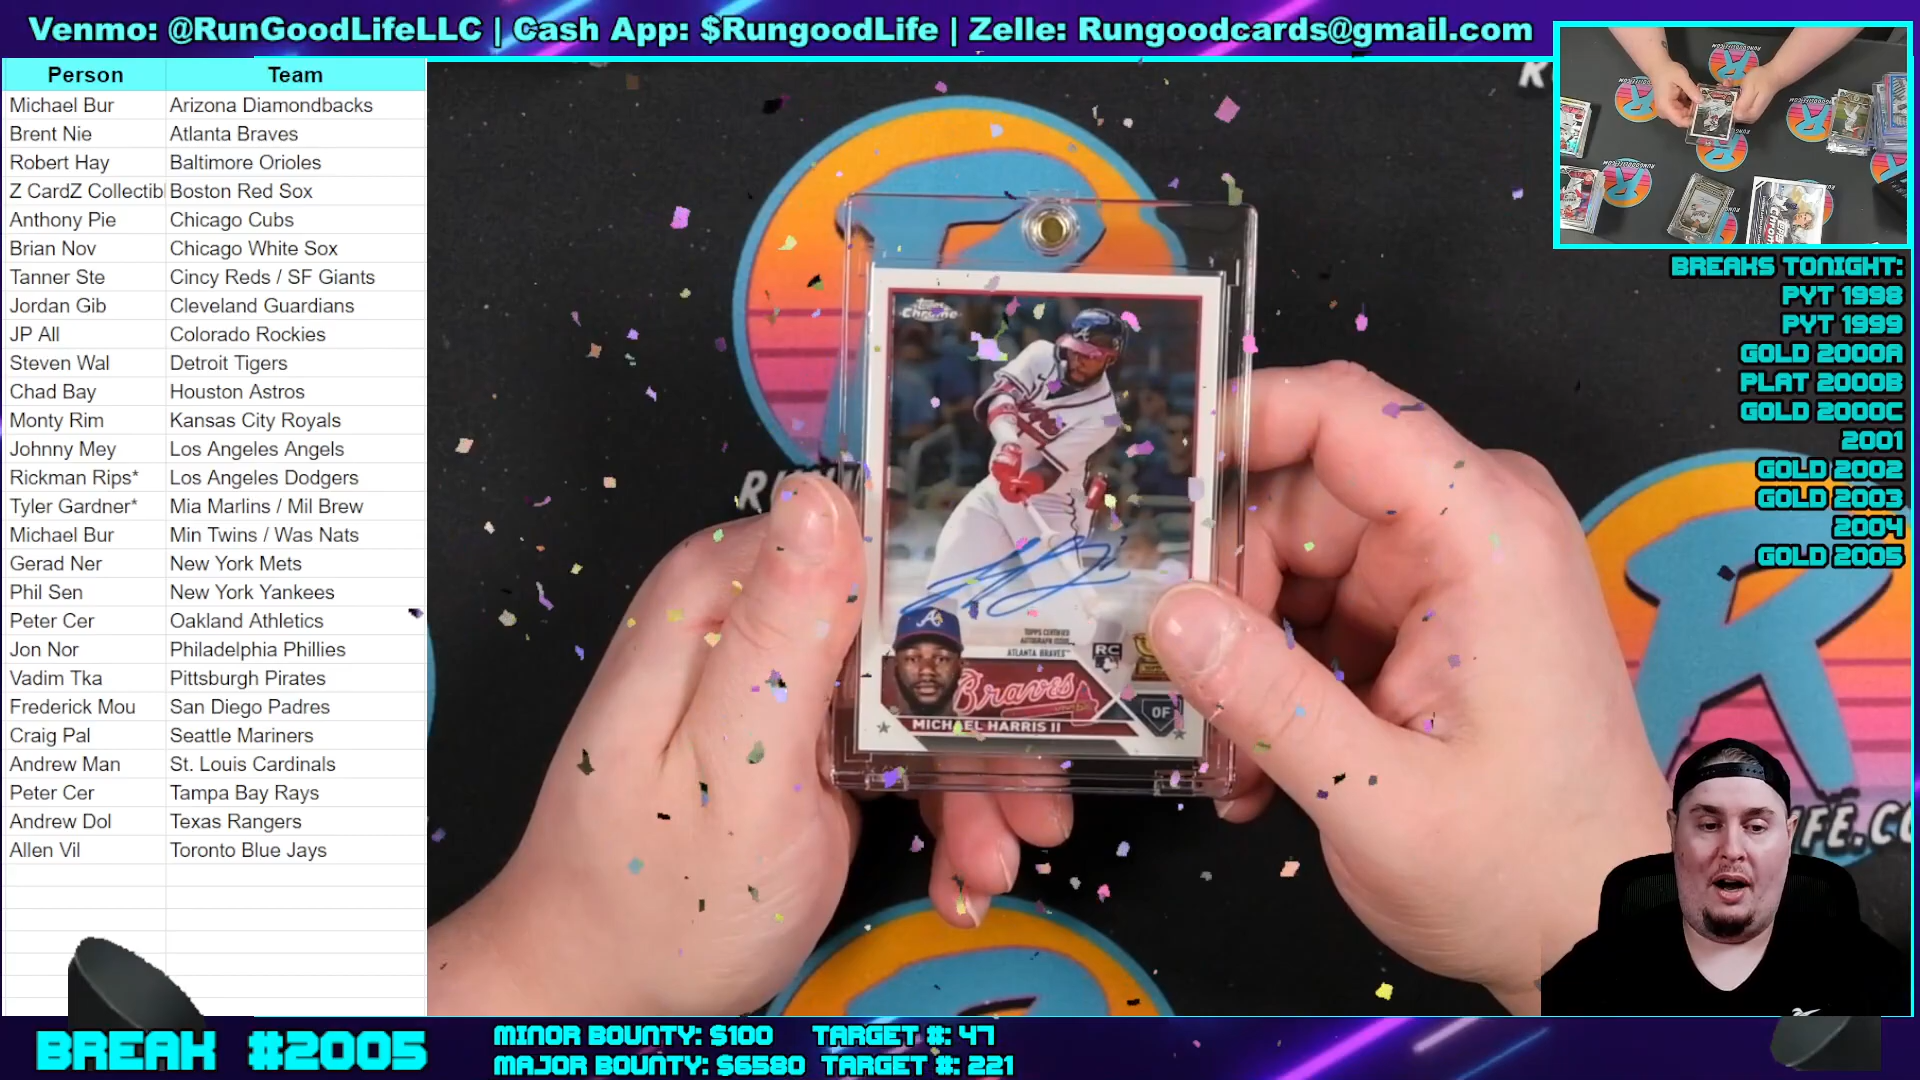 Venmo: @RunGoodLifeLLC | Cash App: $RungoodLife | Zelle: Rungoodcards@gmail.com
Person Team
Michael Bur Arizona Diamondbacks
Brent Nie Atlanta Braves
Robert Hay Baltimore Orioles
Z CardZ Collectibl Boston Red Sox
Anthony Pie Chicago Cubs
Brian Nov Chicago White Sox
Tanner Ste Cincy Reds / SF Giants
Jordan Gib Cleveland Guardians
JP All Colorado Rockies
Steven Wal Detroit Tigers
Chad Bay Houston Astros
Monty Rim Kansas City Royals
Johnny Mey Los Angeles Angels
Rickman Rips* Los Angeles Dodgers
Tyler Gardner* Mia Marlins / Mil Brew
Michael Bur Min Twins / Was Nats
Gerad Ner New York Mets
Phil Sen New York Yankees
Peter Cer Oakland Athletics
Jon Nor Philadelphia Phillies
Vadim Tka Pittsburgh Pirates
Frederick Mou San Diego Padres
Craig Pal Seattle Mariners
Andrew Man St. Louis Cardinals
Peter Cer Tampa Bay Rays
Andrew Dol Texas Rangers
Allen Vil Toronto Blue Jays
Topps
Chrome
TOPPS CERTIFIED
AUTOGRAPH ISSUE
ATLANTA BRAVES™
RC
A
Braves
OF
MICHAEL HARRIS II
BREAKS TONIGHT:
PYT 1998
PYT 1999
GOLD 2000A
PLAT 2000B
GOLD 2000C
2001
GOLD 2002
GOLD 2003
2004
GOLD 2005
FE.CO
BREAK #2005
MINOR BOUNTY: $100 TARGET #: 47
MAJOR BOUNTY: $6580 TARGET #: 221